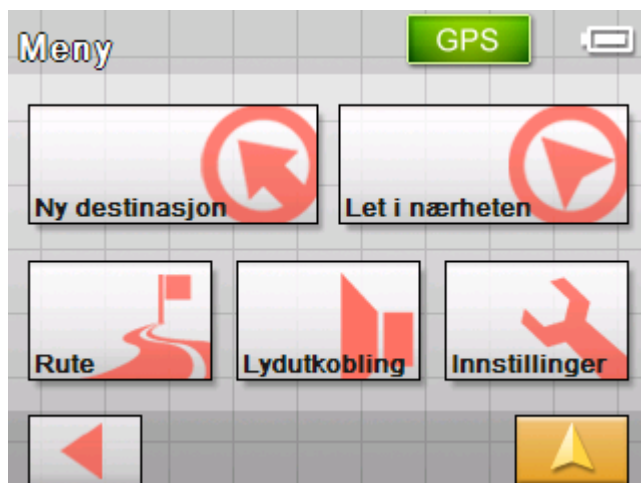 Meny
GPS
Ny destinasjon
Let i nærheten
Rute
Lydutkobling
Innstillinger